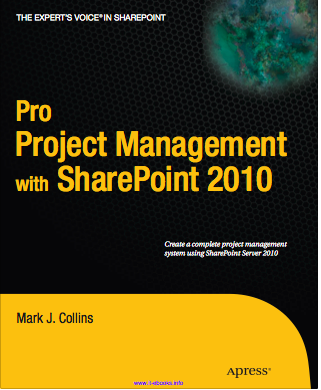 THE EXPERT'S VOICE® IN SHAREPOINT
Pro
Project Management
with SharePoint 2010
Create a complete project management
system using SharePoint Server 2010
Mark J. Collins
Apress®
www.it-ebooks.info